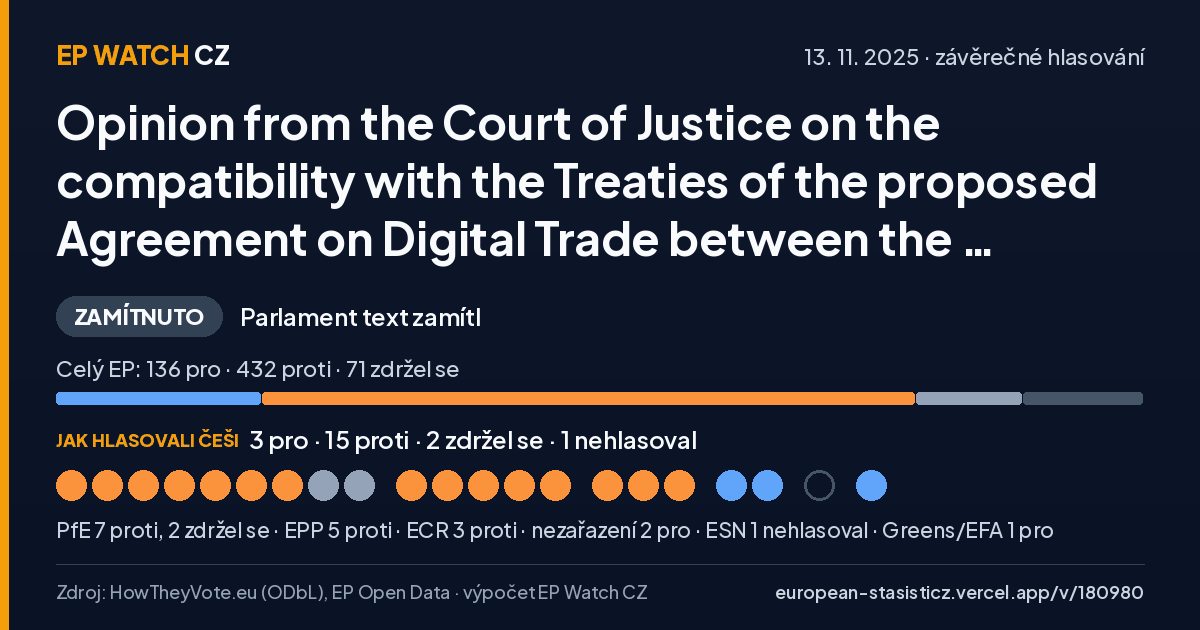 EP WATCH CZ
13. 11. 2025 · závěrečné hlasování
Opinion from the Court of Justice on the
compatibility with the Treaties of the proposed
Agreement on Digital Trade between the …
ZAMÍTNUTO
Parlament text zamítl
Celý EP: 136 pro · 432 proti · 71 zdržel se
JAK HLASOVALI ČEŠI 3 pro · 15 proti · 2 zdržel se · 1 nehlasoval
PfE 7 proti, 2 zdržel se · EPP 5 proti · ECR 3 proti · nezařazení 2 pro · ESN 1 nehlasoval · Greens/EFA 1 pro
Zdroj: HowTheyVote.eu (ODbL), EP Open Data · výpočet EP Watch CZ
european-stasisticz.vercel.app/v/180980